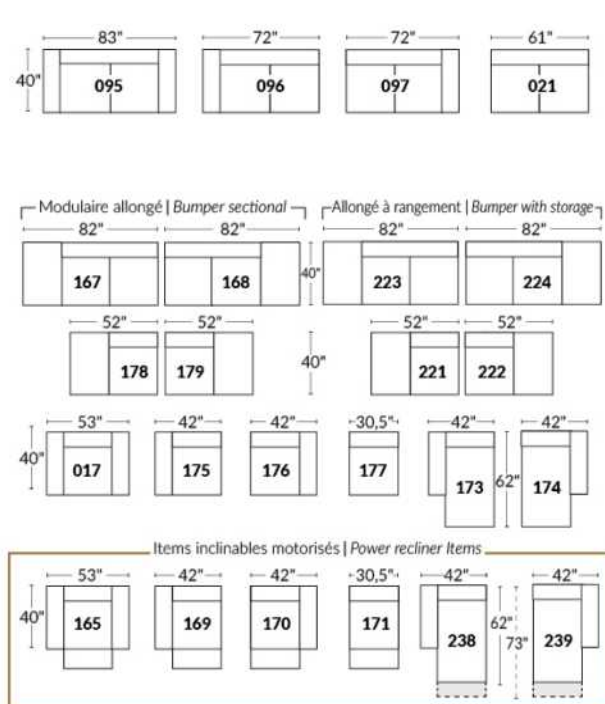 83" 72" 72" 61"
40" 095 096 097 021
Modulaire allongé | Bumper sectional Allongé à rangement | Bumper with storage
82" 82" 82" 82"
167 168 40" 223 224
52" 52" 52" 52"
178 179 40" 221 222
53" 42" 42" 30,5" 42" 42"
40" 017 175 176 177 173 62" 174
Items inclinables motorisés | Power recliner Items
53" 42" 42" 30,5" 42" 42"
40" 165 169 170 171 238 62" 73" 239